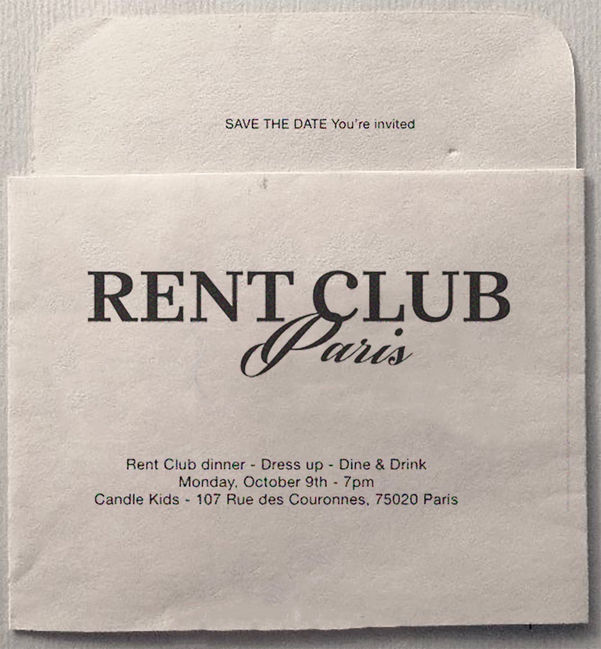 SAVE THE DATE You're invited
RENT CLUB
Paris
Rent Club dinner - Dress up - Dine & Drink
Monday, October 9th - 7pm
Candle Kids - 107 Rue des Couronnes, 75020 Paris